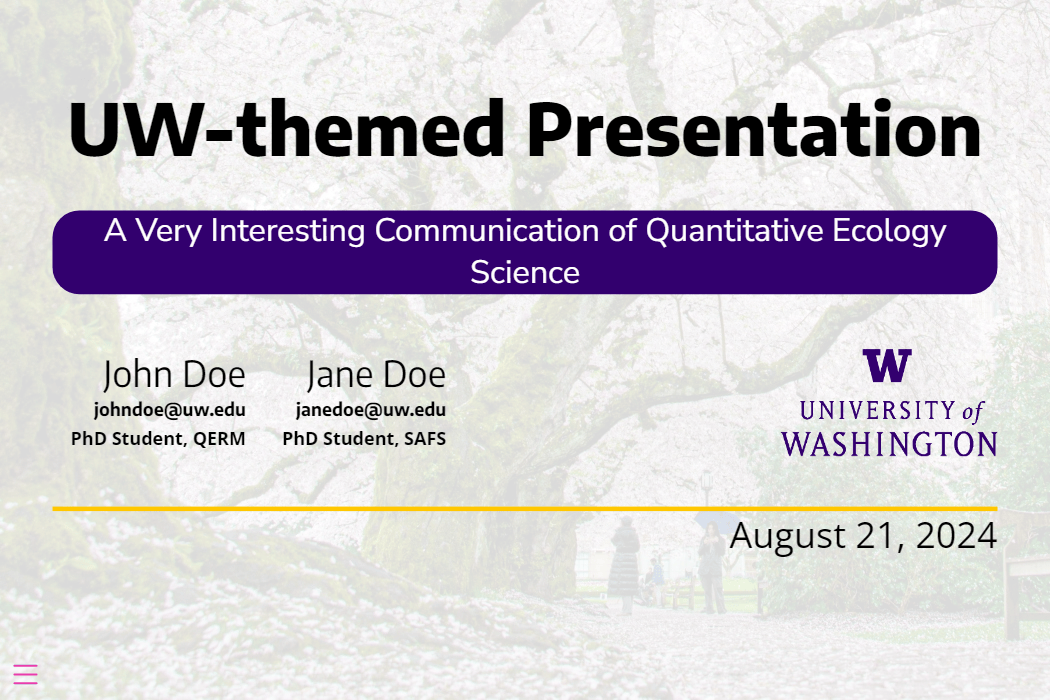 UW-themed Presentation
A Very Interesting Communication of Quantitative Ecology
Science
John Doe
johndoe@uw.edu
PhD Student, QERM
Jane Doe
janedoe@uw.edu
PhD Student, SAFS
W
UNIVERSITY of
WASHINGTON
August 21, 2024